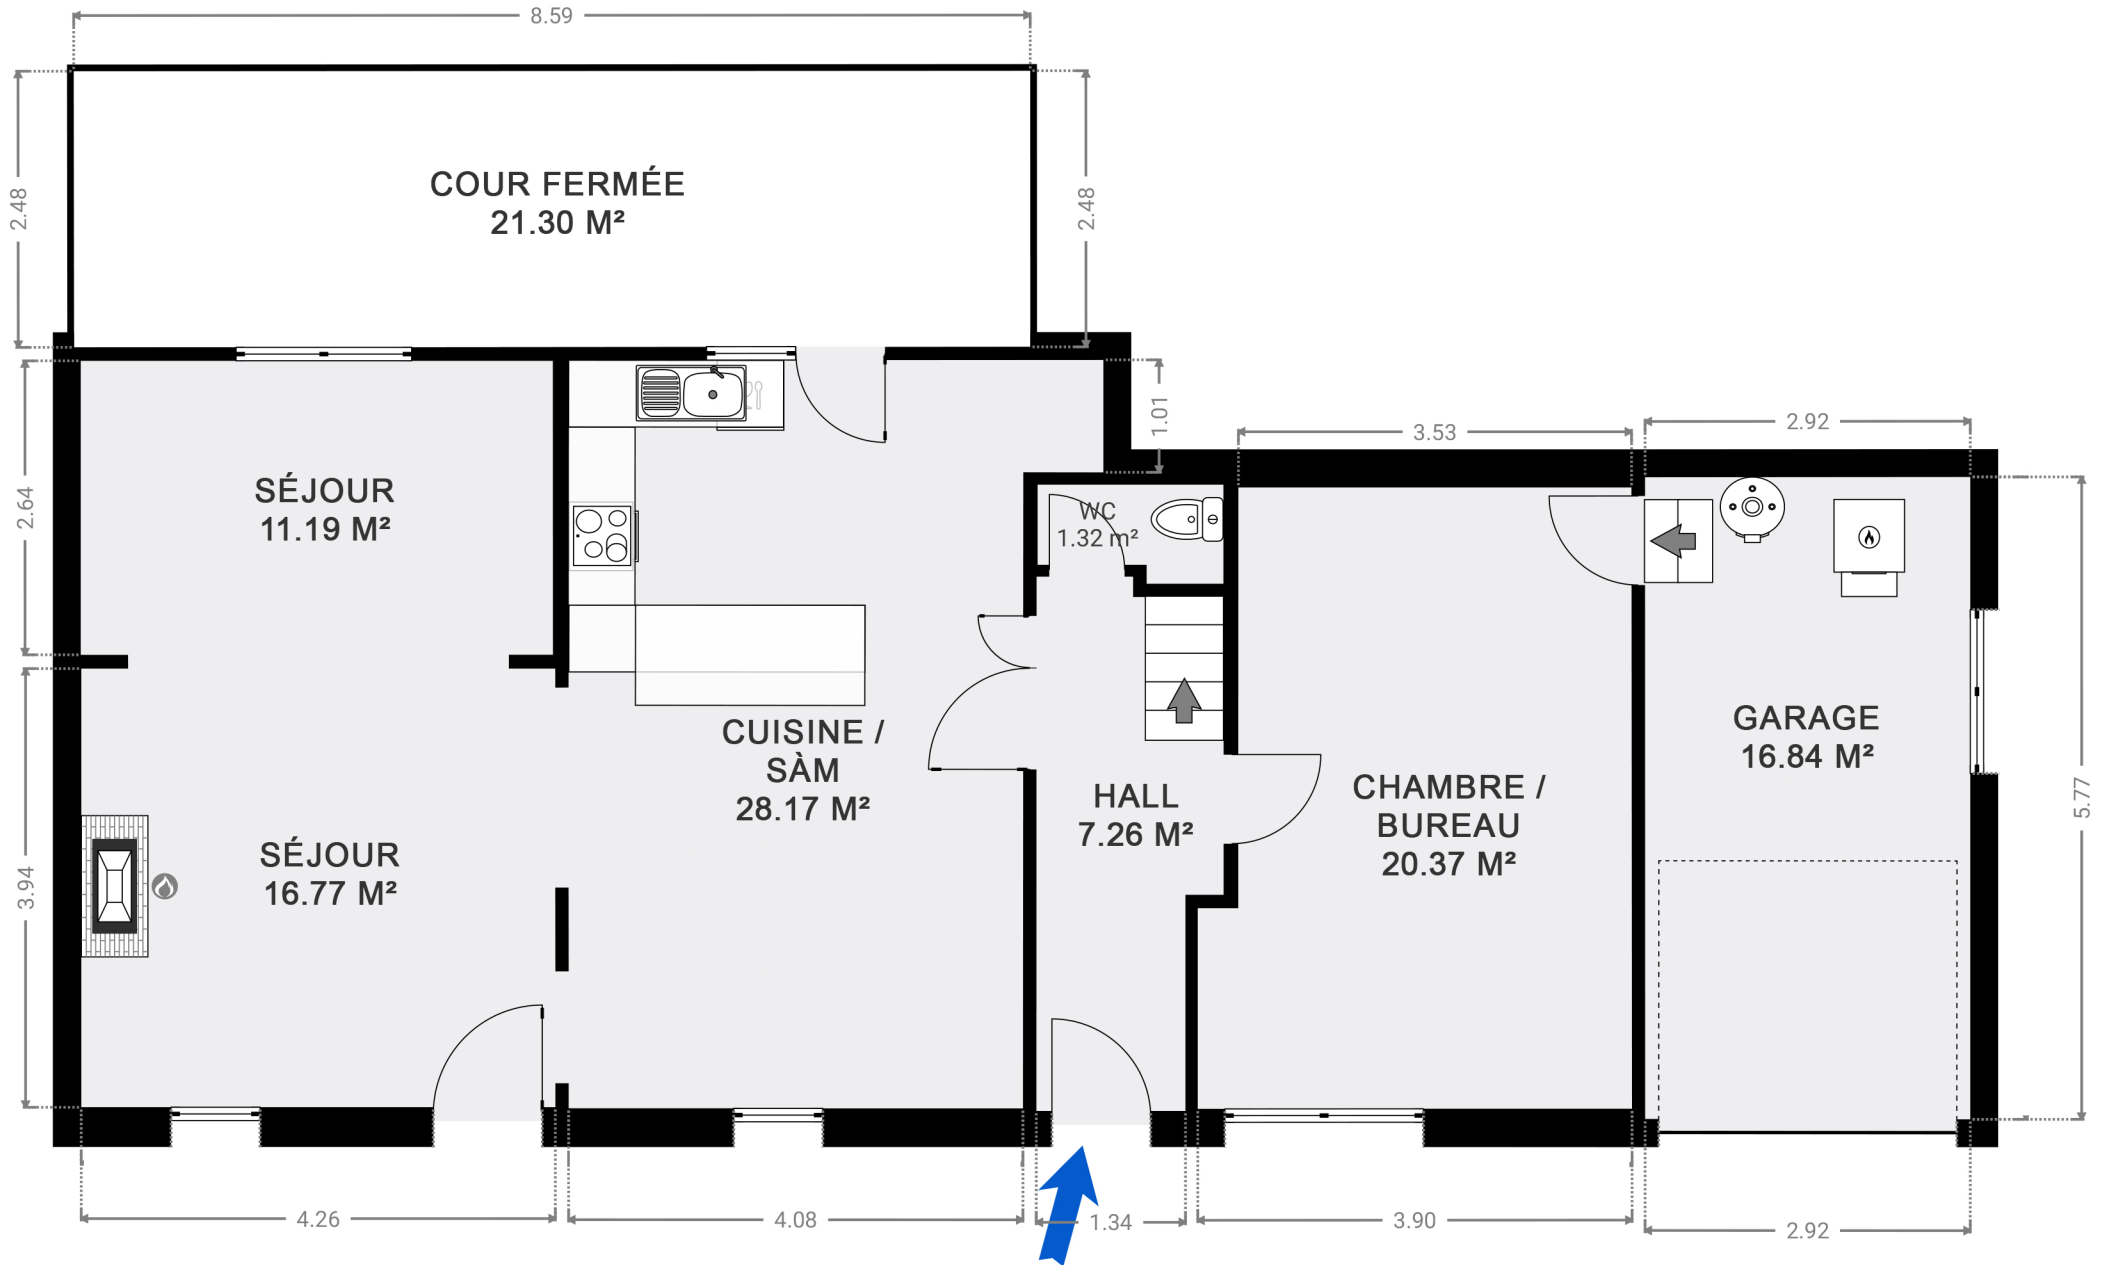 8.59
2.48
COUR FERMÉE
21.30 M²
2.48
1.01
3.53
2.92
SÉJOUR
11.19 M²
2.64
WC
1.32 m²
CUISINE /
SÀM
28.17 M²
GARAGE
16.84 M²
HALL
7.26 M²
CHAMBRE /
BUREAU
20.37 M²
5.77
SÉJOUR
16.77 M²
3.94
4.26
4.08
1.34
3.90
2.92